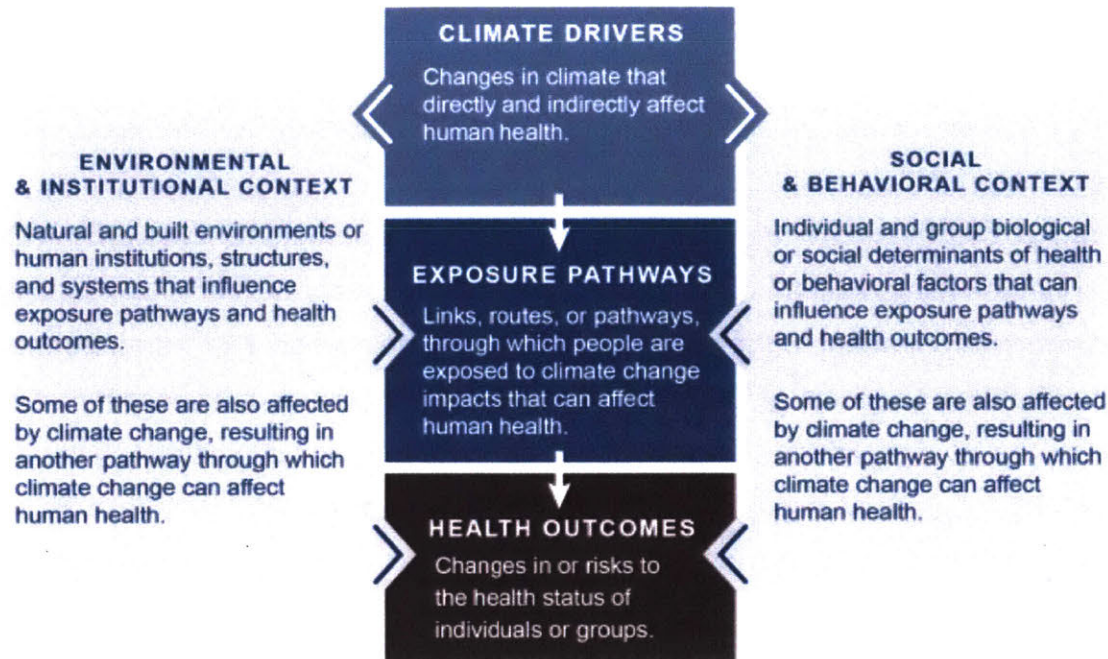 CLIMATE DRIVERS
Changes in climate that
directly and indirectly affect
human health.
ENVIRONMENTAL
& INSTITUTIONAL CONTEXT
Natural and built environments or
human institutions, structures,
and systems that influence
exposure pathways and health
outcomes.
Some of these are also affected
by climate change, resulting in
another pathway through which
climate change can affect
human health.
EXPOSURE PATHWAYS
Links, routes, or pathways,
through which people are
exposed to climate change
impacts that can affect
human health.
HEALTH OUTCOMES
Changes in or risks to
the health status of
individuals or groups.
SOCIAL
& BEHAVIORAL CONTEXT
Individual and group biological
or social determinants of health
or behavioral factors that can
influence exposure pathways
and health outcomes.
Some of these are also affected
by climate change, resulting in
another pathway through which
climate change can affect
human health.